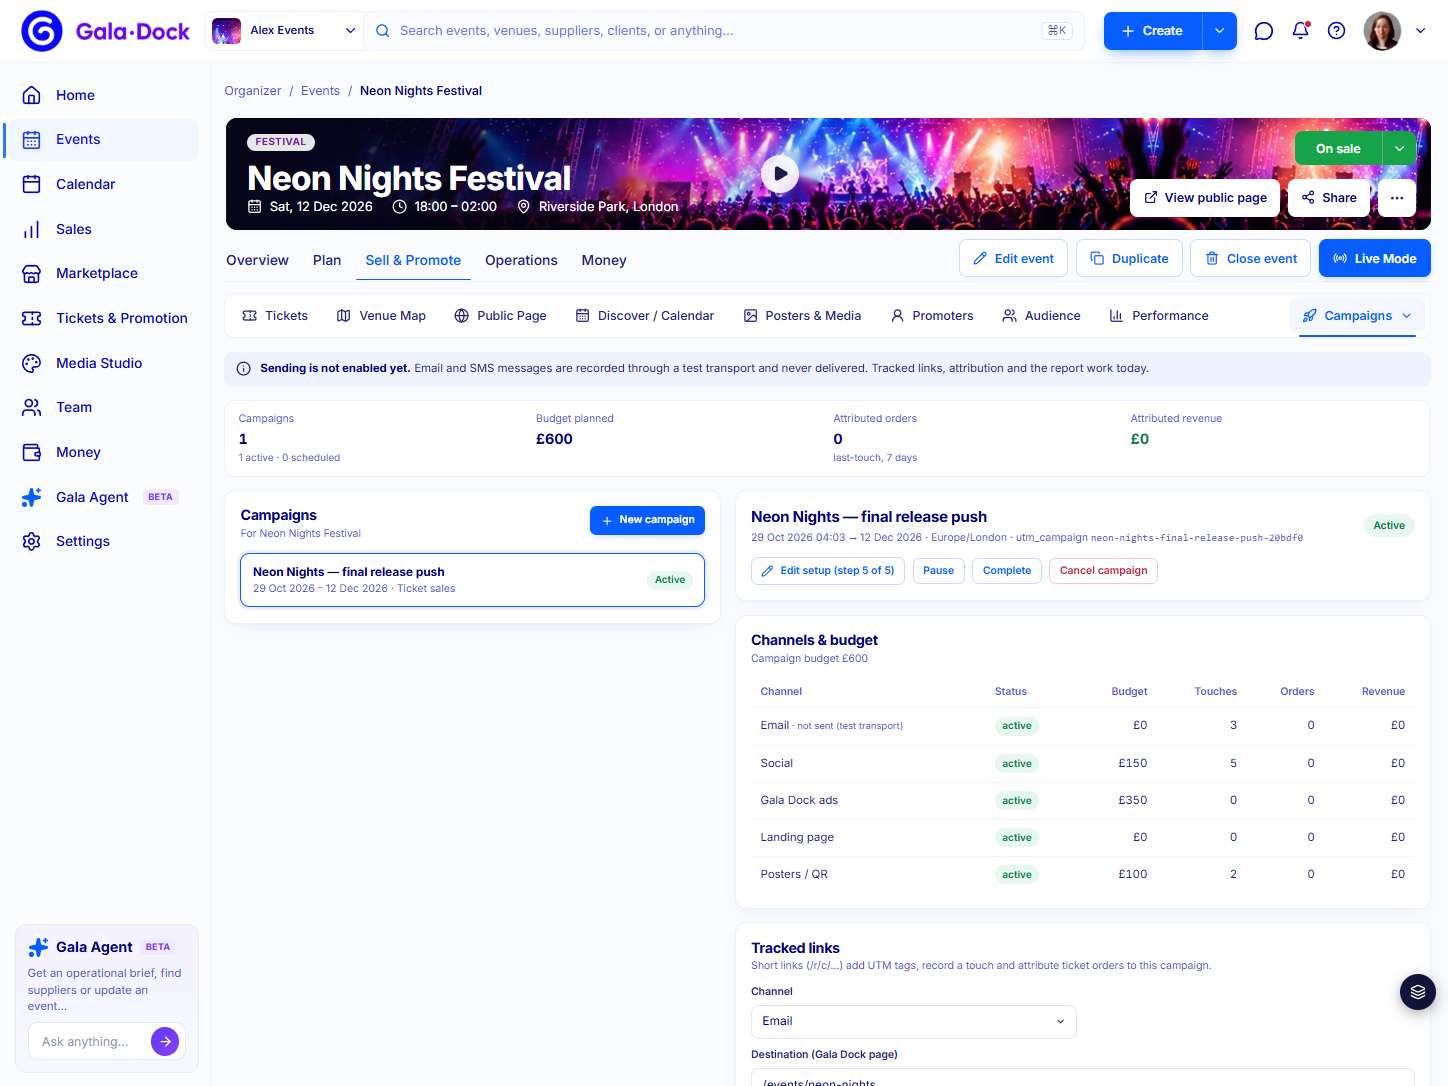 Gala·Dock
Alex Events
Search events, venues, suppliers, clients, or anything...
⌘K
+ Create
Home
Events
Calendar
Sales
Marketplace
Tickets & Promotion
Media Studio
Team
Money
Gala Agent BETA
Settings
Organizer / Events / Neon Nights Festival
FESTIVAL
Neon Nights Festival
Sat, 12 Dec 2026 18:00 – 02:00 Riverside Park, London
On sale
View public page
Share
...
Overview
Plan
Sell & Promote
Operations
Money
Edit event
Duplicate
Close event
Live Mode
Tickets
Venue Map
Public Page
Discover / Calendar
Posters & Media
Promoters
Audience
Performance
Campaigns
Sending is not enabled yet. Email and SMS messages are recorded through a test transport and never delivered. Tracked links, attribution and the report work today.
Campaigns
1
1 active · 0 scheduled
Budget planned
£600
Attributed orders
0
last-touch, 7 days
Attributed revenue
£0
Campaigns
For Neon Nights Festival
+ New campaign
Neon Nights — final release push
29 Oct 2026 – 12 Dec 2026 · Ticket sales
Active
Neon Nights — final release push
29 Oct 2026 04:03 → 12 Dec 2026 · Europe/London · utm_campaign neon-nights-final-release-push-20bdf0
Active
Edit setup (step 5 of 5)
Pause
Complete
Cancel campaign
Channels & budget
Campaign budget £600
Channel Status Budget Touches Orders Revenue
Email · not sent (test transport) active £0 3 0 £0
Social active £150 5 0 £0
Gala Dock ads active £350 0 0 £0
Landing page active £0 0 0 £0
Posters / QR active £100 2 0 £0
Tracked links
Short links (/r/c/...) add UTM tags, record a touch and attribute ticket orders to this campaign.
Channel
Email
Destination (Gala Dock page)
/events/neon-nights
Gala Agent BETA
Get an operational brief, find
suppliers or update an
event...
Ask anything...